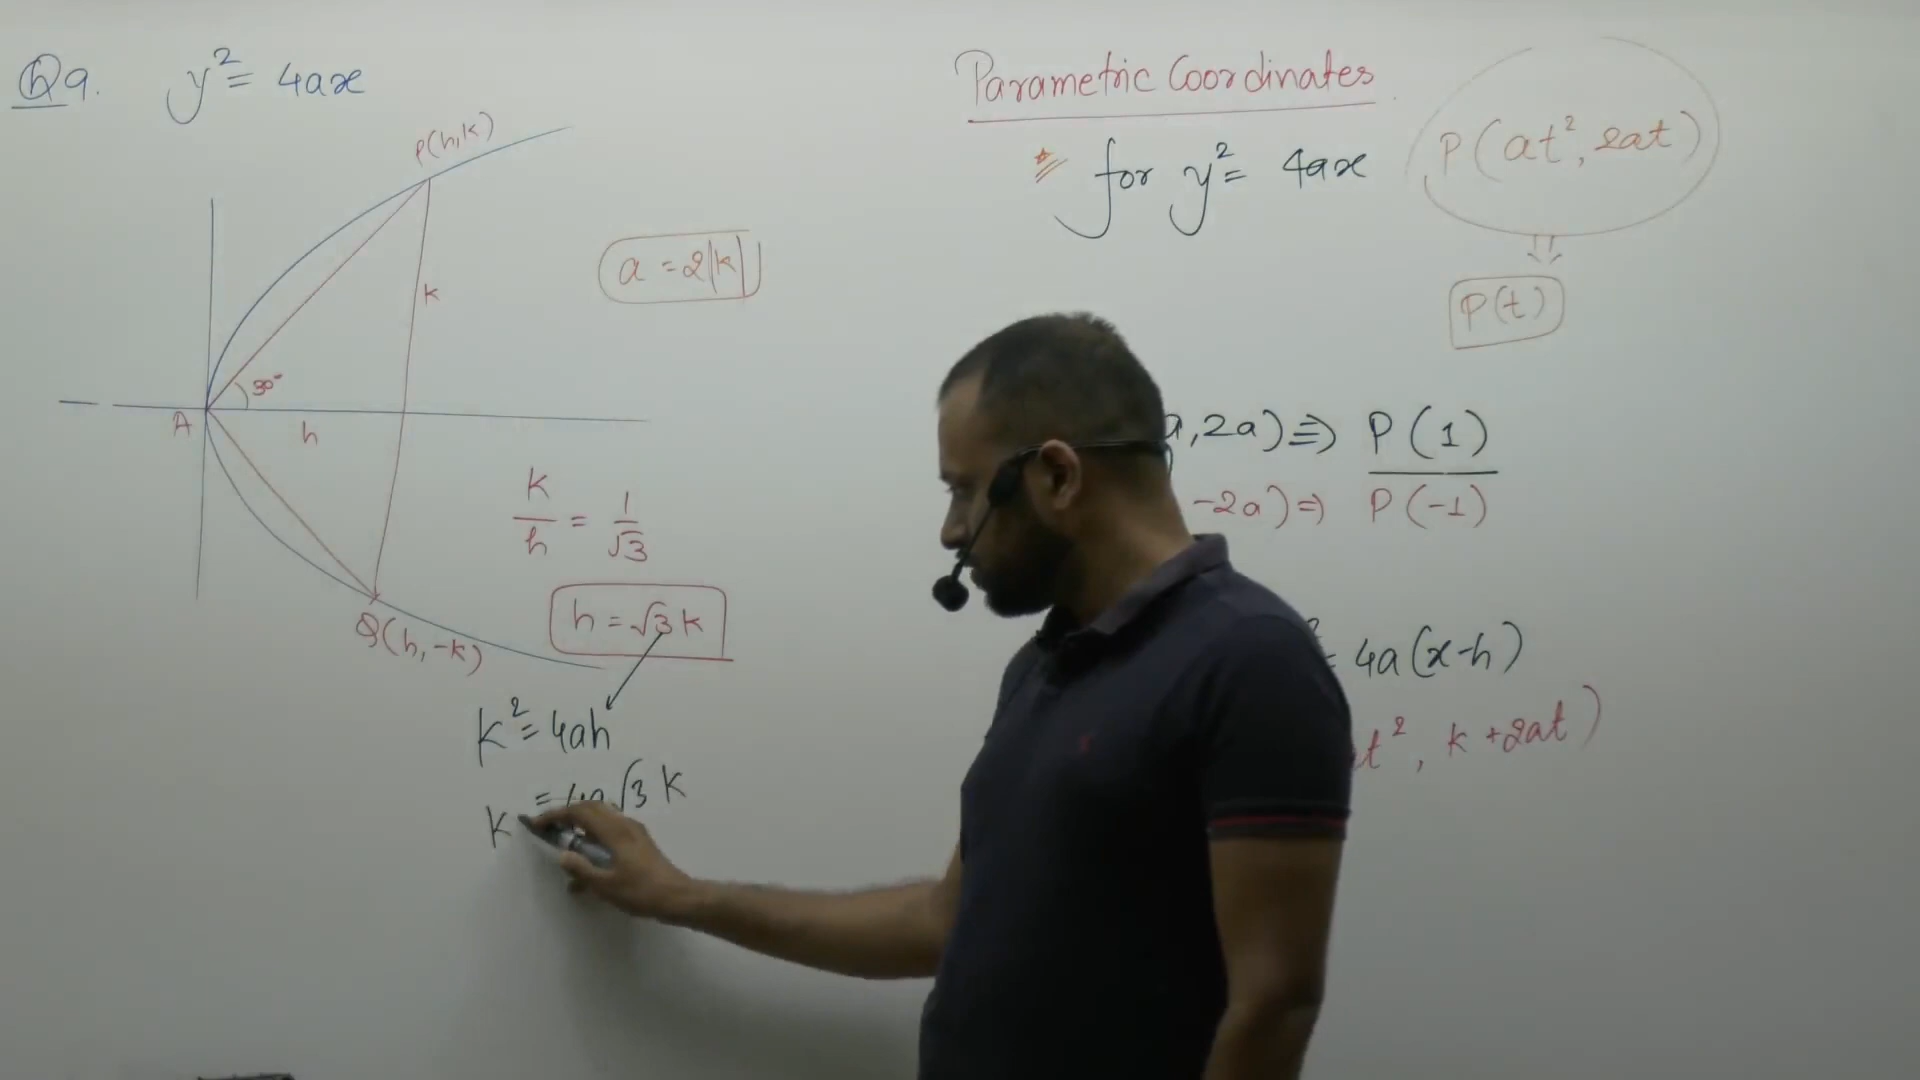 Q9. y² = 4ax
P(h,k)
k
30°
A
h
Q(h,-k)
a = 2|k|
k/h = 1/√3
h = √3 k
k² = 4ah
= 4a√3 k
k
Parametric Coordinates
* for y² = 4ax P(at², 2at)
P(t)
,2a) ⇒ P(1)
-2a) ⇒ P(-1)
= 4a(x-h)
t², k+2at)